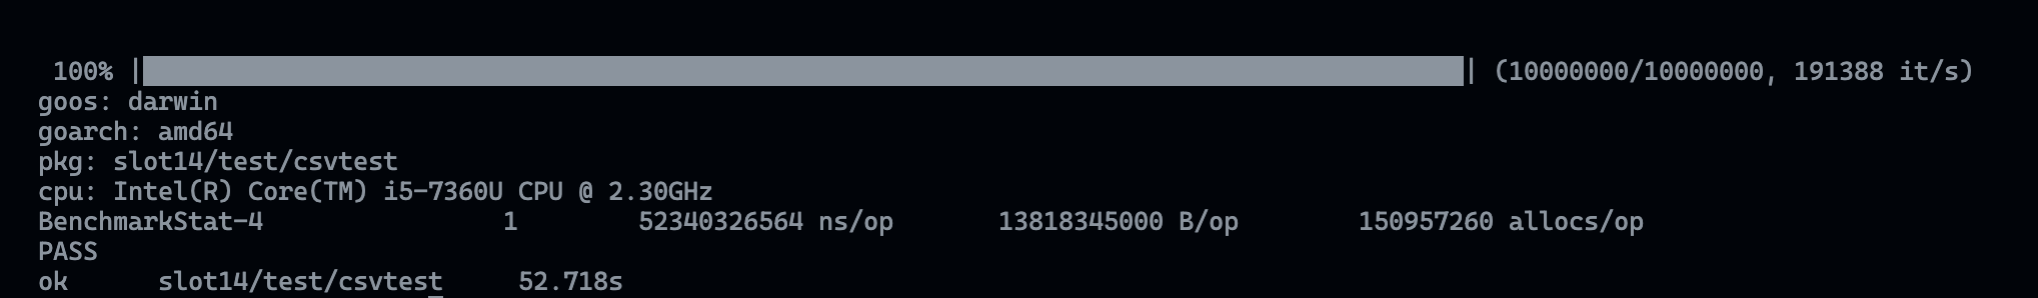 100% | | (10000000/10000000, 191388 it/s)
goos: darwin
goarch: amd64
pkg: slot14/test/csvtest
cpu: Intel(R) Core(TM) i5-7360U CPU @ 2.30GHz
BenchmarkStat-4 1 52340326564 ns/op 13818345000 B/op 150957260 allocs/op
PASS
ok slot14/test/csvtest 52.718s